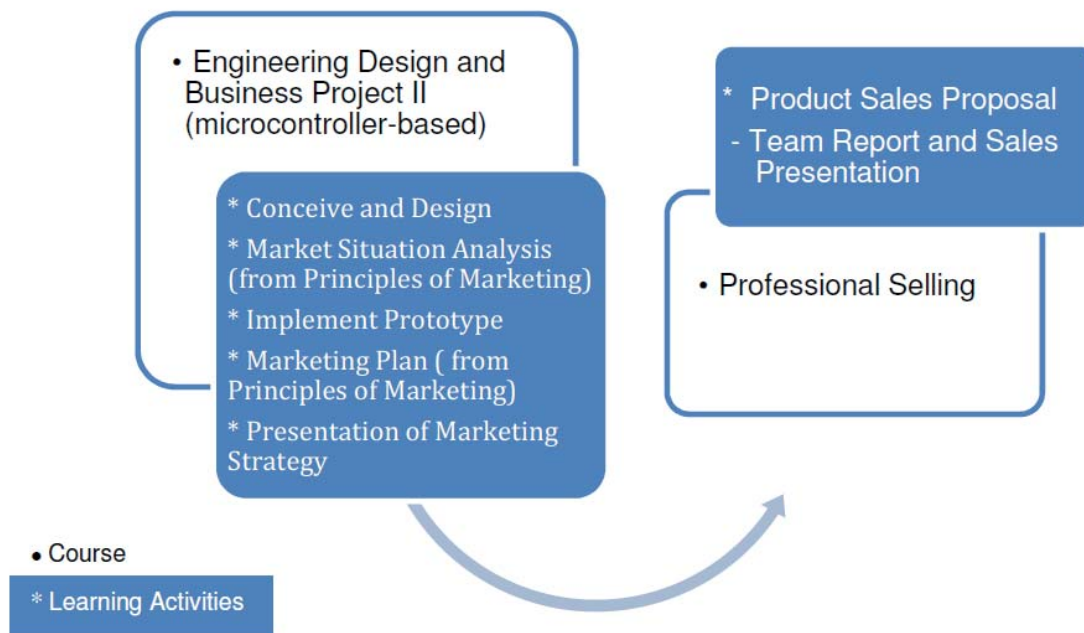 • Engineering Design and
Business Project II
(microcontroller-based)
* Conceive and Design
* Market Situation Analysis
(from Principles of Marketing)
* Implement Prototype
* Marketing Plan ( from
Principles of Marketing)
* Presentation of Marketing
Strategy
* Product Sales Proposal
- Team Report and Sales
Presentation
• Professional Selling
• Course
* Learning Activities